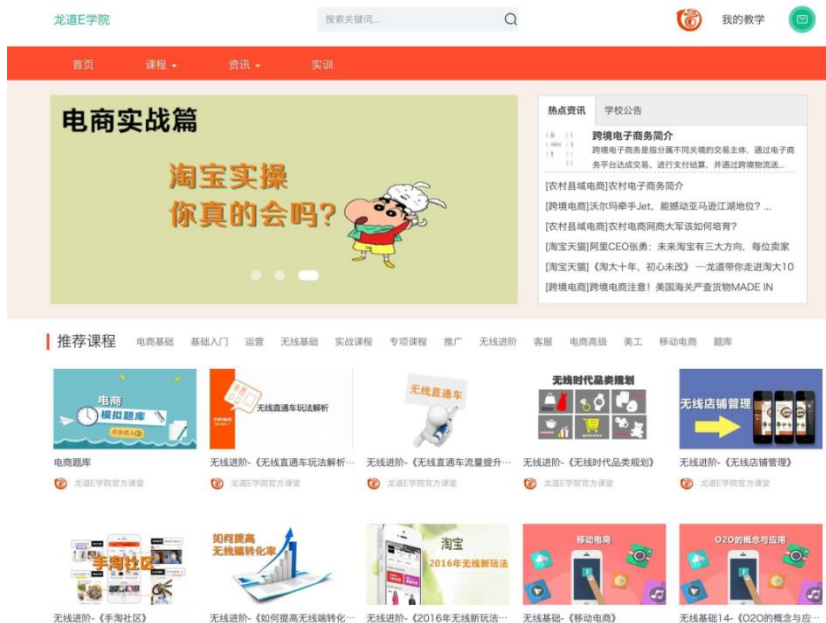 龙道E学院
搜索关键词...
我的教学
首页
课程
资讯
实训
电商实战篇
淘宝实操
你真的会吗?
热点资讯
学校公告
跨境电子商务简介
跨境电子商务是指分属不同关境的交易主体，通过电子商
务平台达成交易、进行支付结算，并通过跨境物流送...
[农村县域电商]农村电子商务简介
[跨境电商]沃尔玛牵手Jet，能撼动亚马逊江湖地位？...
[农村县域电商]农村电商网商大军该如何培育？
[淘宝天猫]阿里CEO张勇：未来淘宝有三大方向，每位卖家
[淘宝天猫]《淘大十年，初心未改》 —龙道带你走进淘大10
[跨境电商]跨境电商注意！美国海关严查货物MADE IN
推荐课程
电商基础
基础入门
运营
无线基础
实战课程
专项课程
推广
无线进阶
客服
电商高级
美工
移动电商
题库
电商
模拟题库
无线直通车玩法解析
无线直通车
无线时代品类规划
无线店铺管理
电商题库
无线进阶-《无线直通车玩法解析…
无线进阶-《无线直通车流量提升…
无线进阶-《无线时代品类规划》
无线进阶-《无线店铺管理》
龙道E学院官方课堂
龙道E学院官方课堂
龙道E学院官方课堂
龙道E学院官方课堂
龙道E学院官方课堂
手淘社区
如何提高
无线端转化率
淘宝
2016年无线新玩法
移动电商
O2O的概念与应用
无线进阶-《手淘社区》
无线进阶-《如何提高无线端转化…
无线进阶-《2016年无线新玩法…
无线基础-《移动电商》
无线基础14-《O2O的概念与应…